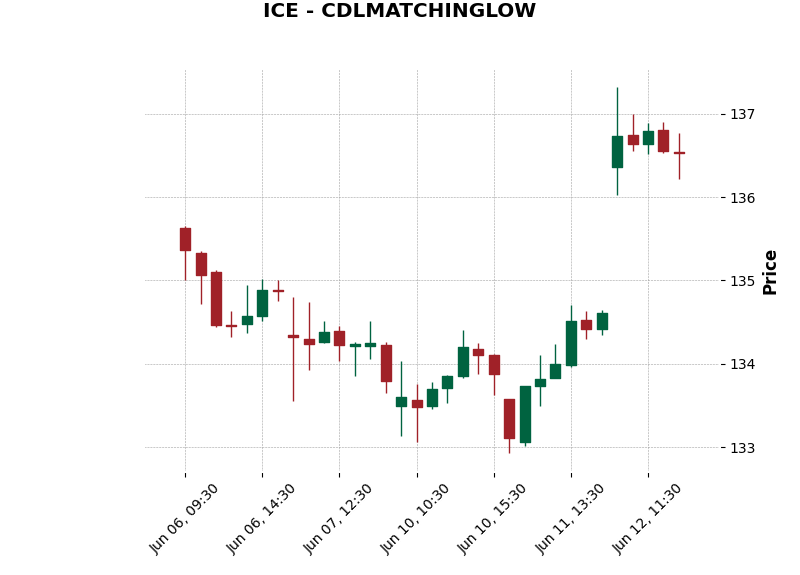 ICE - CDLMATCHINGLOW
137
136
135
134
133
Price
Jun 06, 09:30
Jun 06, 14:30
Jun 07, 12:30
Jun 10, 10:30
Jun 10, 15:30
Jun 11, 13:30
Jun 12, 11:30